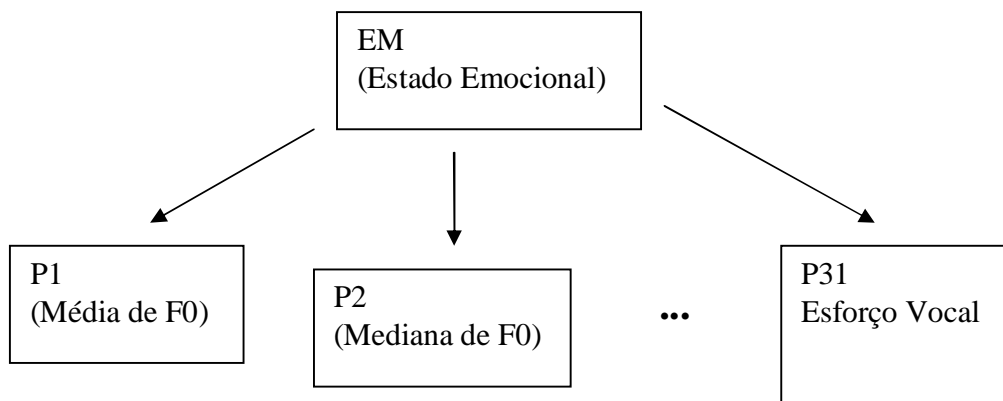 EM
(Estado Emocional)
P1
(Média de F0)
P2
(Mediana de F0)
...
P31
Esforço Vocal